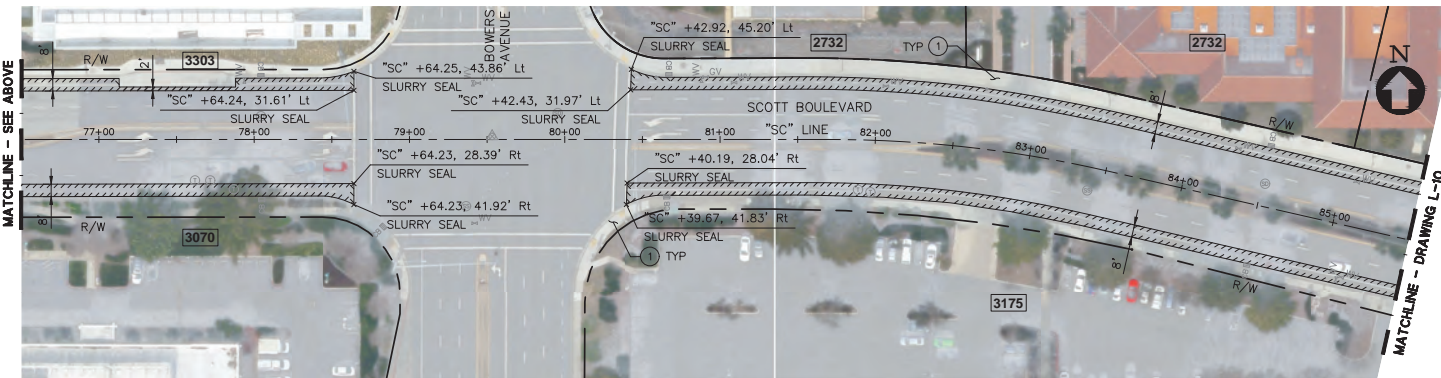 MATCHLINE - SEE ABOVE
8'
R/W
3303
2'
"SC" +64.25, 43.86' Lt
SLURRY SEAL
"SC" +64.24, 31.61' Lt
SLURRY SEAL
BOWERS
AVENUE
"SC" +42.92, 45.20' Lt
SLURRY SEAL
"SC" +42.43, 31.97' Lt
SLURRY SEAL
2732
TYP 1
2732
N
GV
WV
SCOTT BOULEVARD
"SC" LINE
8'
R/W
77+00
78+00
79+00
80+00
81+00
82+00
83+00
84+00
85+00
"SC" +64.23, 28.39' Rt
SLURRY SEAL
"SC" +64.23, 41.92' Rt
SLURRY SEAL
"SC" +40.19, 28.04' Rt
SLURRY SEAL
"SC" +39.67, 41.83' Rt
SLURRY SEAL
1 TYP
8'
R/W
3070
8'
R/W
3175
MATCHLINE - DRAWING L-10